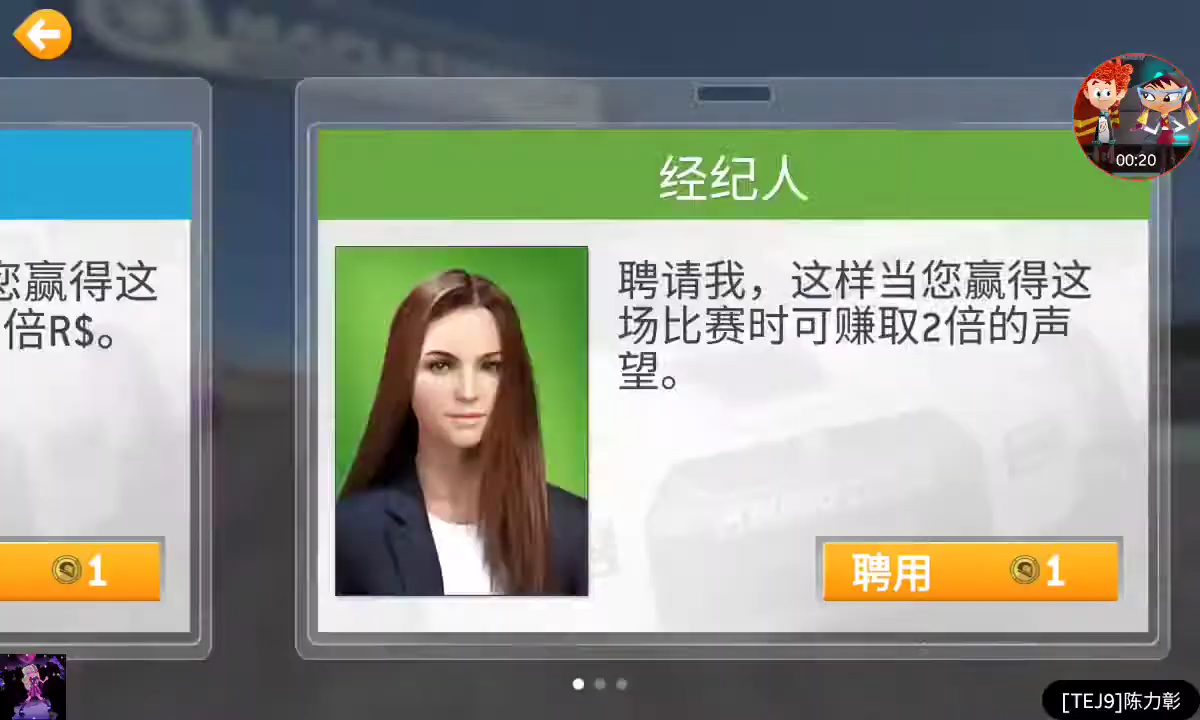 00:20
经纪人
您赢得这
倍R$。
聘请我，这样当您赢得这
场比赛时可赚取2倍的声
望。
1
聘用 1
[TEJ9]陈力彰